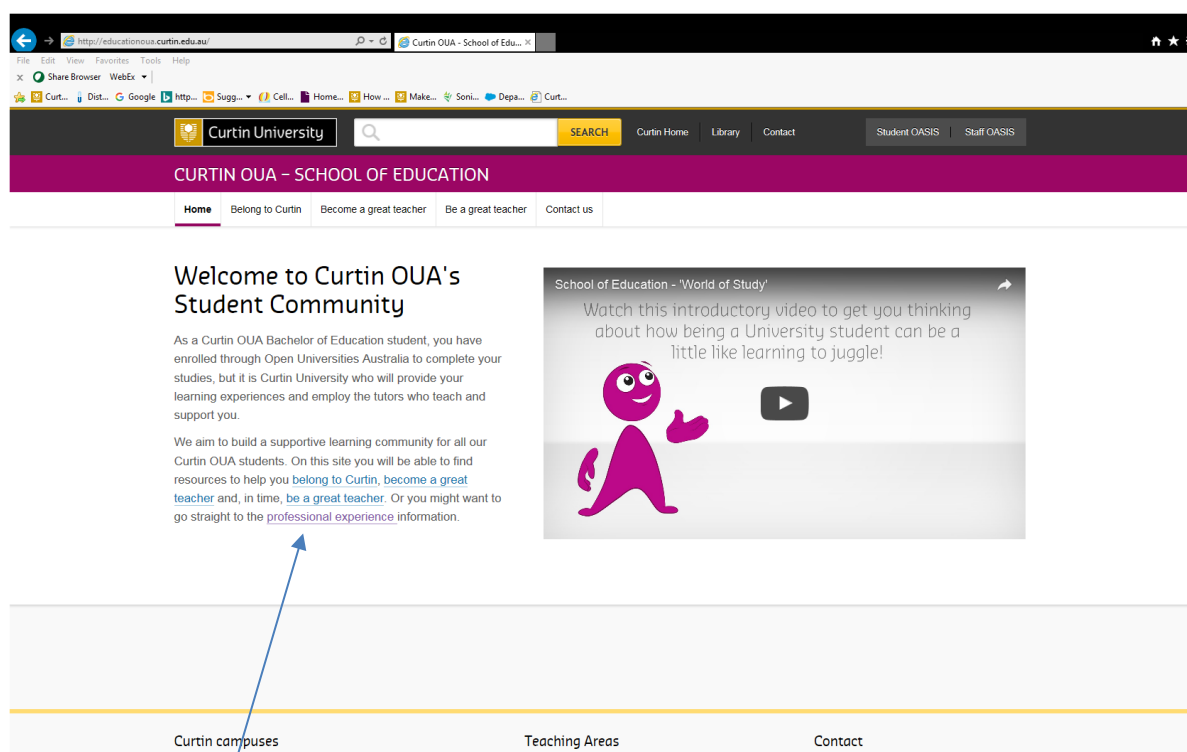 http://educationoua.curtin.edu.au/
Curtin OUA - School of Edu...
File Edit View Favorites Tools Help
x Share Browser WebEx
Curt... Dist... Google http... Sugg... Cell... Home... How ... Make... Soni... Depa... Curt...
Curtin University SEARCH Curtin Home Library Contact Student OASIS Staff OASIS
CURTIN OUA – SCHOOL OF EDUCATION
Home Belong to Curtin Become a great teacher Be a great teacher Contact us
Welcome to Curtin OUA's
Student Community
As a Curtin OUA Bachelor of Education student, you have
enrolled through Open Universities Australia to complete your
studies, but it is Curtin University who will provide your
learning experiences and employ the tutors who teach and
support you.
We aim to build a supportive learning community for all our
Curtin OUA students. On this site you will be able to find
resources to help you belong to Curtin, become a great
teacher and, in time, be a great teacher. Or you might want to
go straight to the professional experience information.
School of Education - 'World of Study'
Watch this introductory video to get you thinking
about how being a University student can be a
little like learning to juggle!
Curtin campuses Teaching Areas Contact